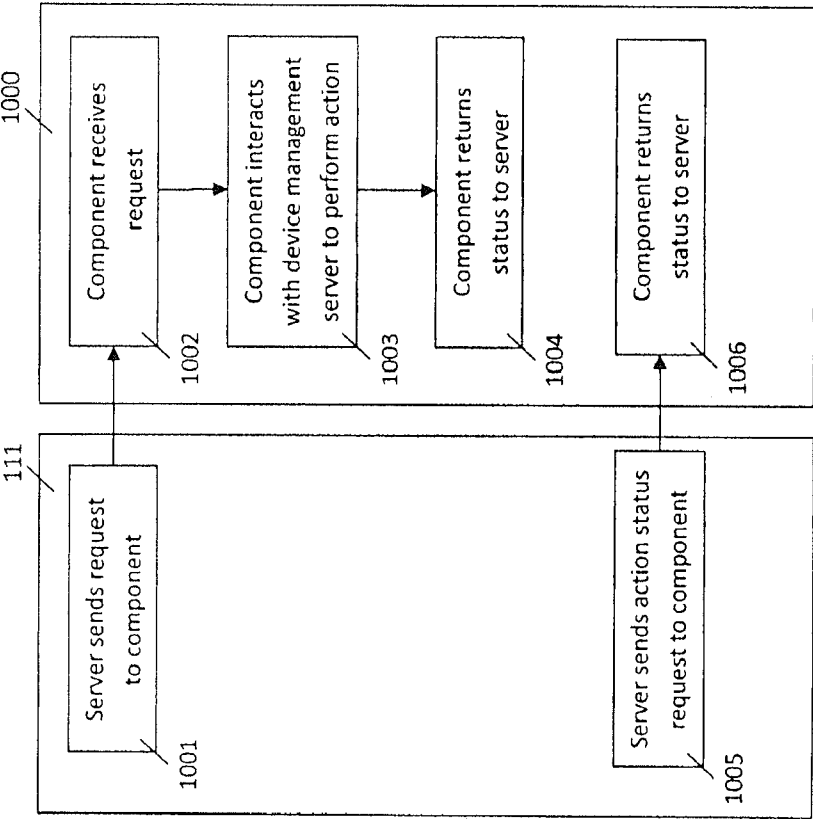 111
Server sends request
to component
1001
1000
Component receives
request
1002
Component interacts
with device management
server to perform action
1003
Component returns
status to server
1004
Server sends action status
request to component
1005
Component returns
status to server
1006